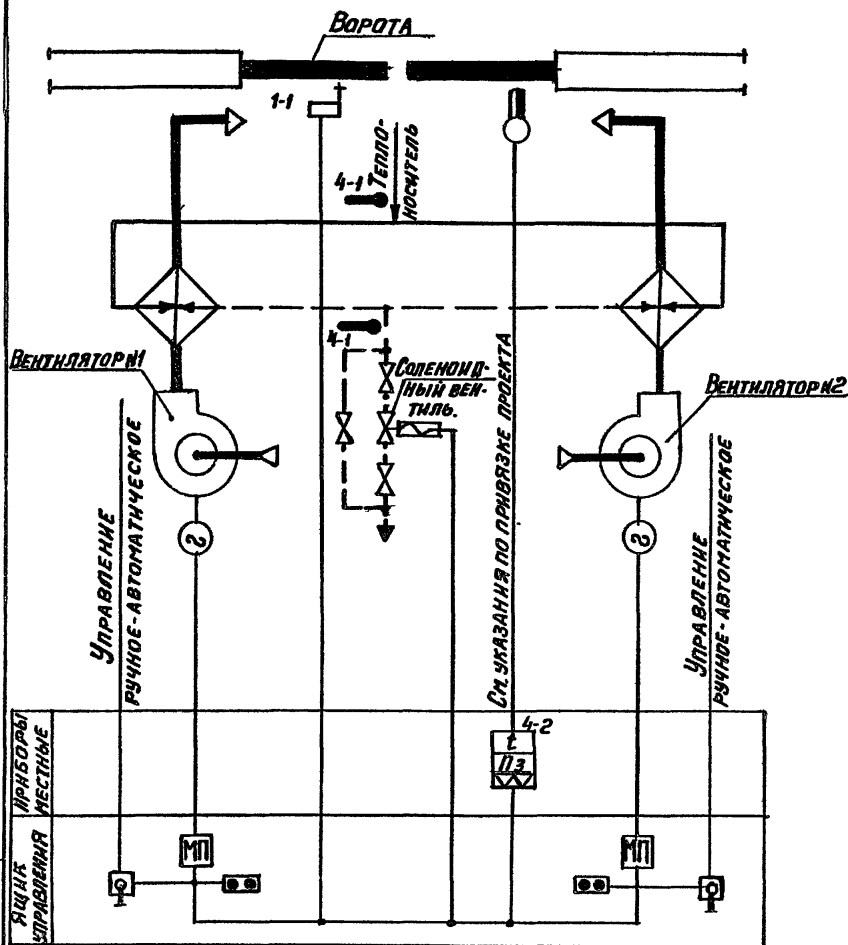 Ворота
1-1
Тепло-
носитель
4-1
4-1
Вентилятор №1
Соленоид-
ный вен-
тиль.
Вентилятор №2
Управление
ручное-автоматическое
См. указания по привязке проекта
Управление
ручное-автоматическое
2
2
Приборы
местные
4-2
t
Пз
Ящик
управления
МП
МП